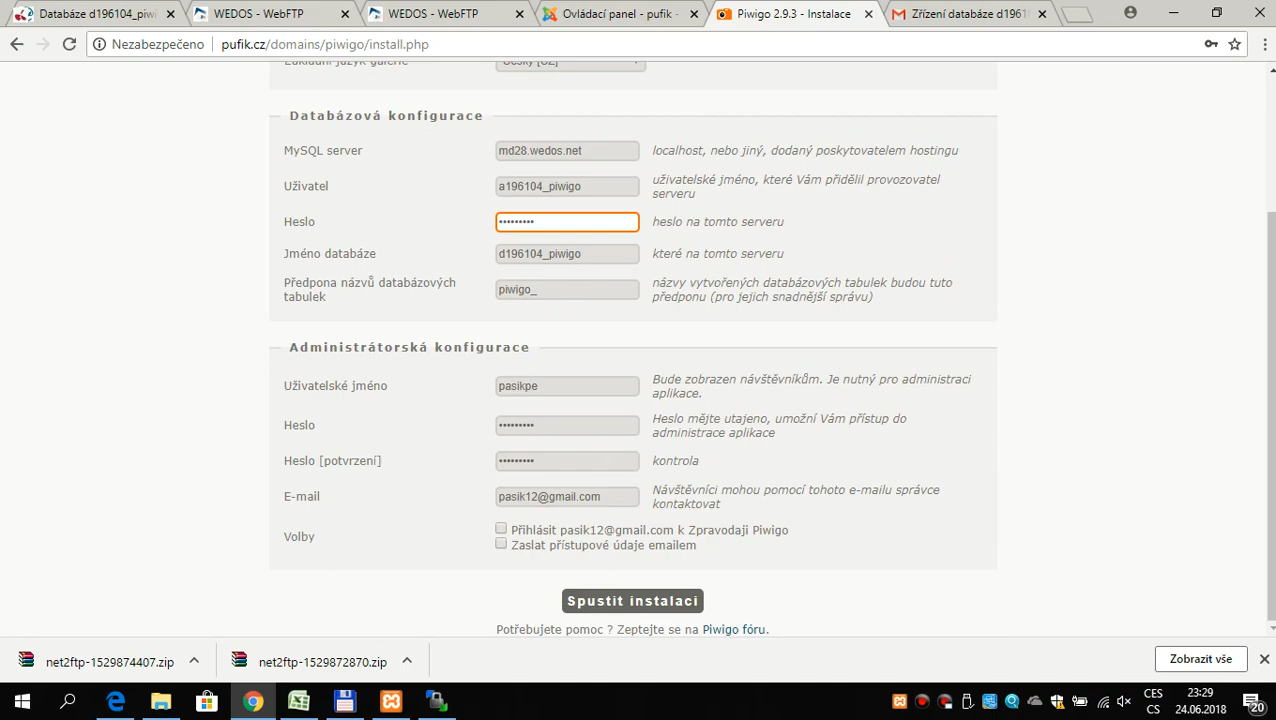 Databáze d196104_piwi
WEDOS - WebFTP
WEDOS - WebFTP
Ovládací panel - pufik -
Piwigo 2.9.3 - Instalace
Zřízení databáze d1961
Nezabezpečeno
pufik.cz/domains/piwigo/install.php
Základní jazyk galerie
Česky [CZ]
Databázová konfigurace
MySQL server
md28.wedos.net
localhost, nebo jiný, dodaný poskytovatelem hostingu
Uživatel
a196104_piwigo
uživatelské jméno, které Vám přidělil provozovatel
serveru
Heslo
•••••••••
heslo na tomto serveru
Jméno databáze
d196104_piwigo
které na tomto serveru
Předpona názvů databázových
tabulek
piwigo_
názvy vytvořených databázových tabulek budou tuto
předponu (pro jejich snadnější správu)
Administrátorská konfigurace
Uživatelské jméno
pasikpe
Bude zobrazen návštěvníkům. Je nutný pro administraci
aplikace.
Heslo
•••••••••
Heslo mějte utajeno, umožní Vám přístup do
administrace aplikace
Heslo [potvrzení]
•••••••••
kontrola
E-mail
pasik12@gmail.com
Návštěvníci mohou pomocí tohoto e-mailu správce
kontaktovat
Volby
Přihlásit pasik12@gmail.com k Zpravodaji Piwigo
Zaslat přístupové údaje emailem
Spustit instalaci
Potřebujete pomoc ? Zeptejte se na Piwigo fóru.
net2ftp-1529874407.zip
net2ftp-1529872870.zip
Zobrazit vše
CES
CS
23:29
24.06.2018
20